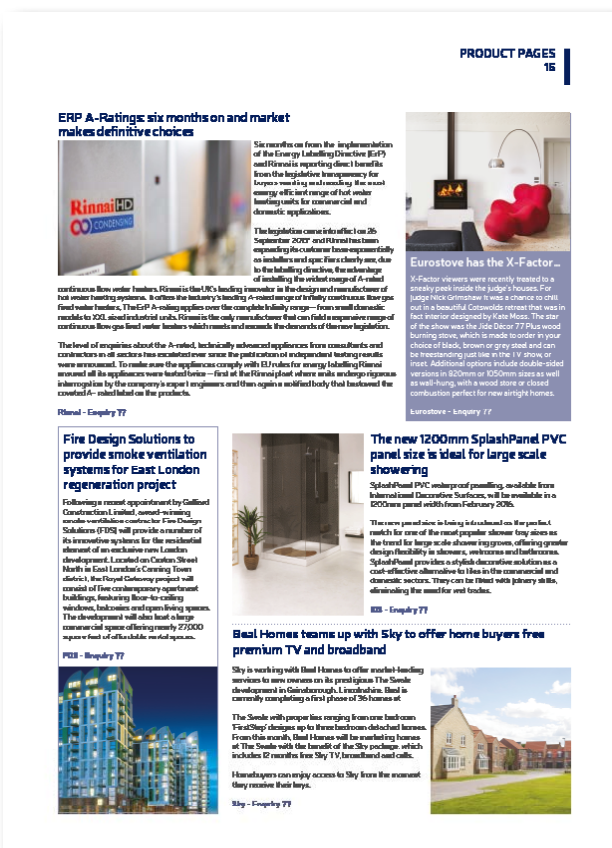 PRODUCT PAGES
16
ERP A-Ratings: six months on and market
makes definitive choices
Rinnai HD
CONDENSING
Six months on from the implementation
of the Energy Labelling Directive (ErP)
and Rinnai is reporting direct benefits
from the legislative transparency for
buyers wanting and needing the most
energy efficient range of hot water
heating units for commercial and
domestic applications.
The legislation came into effect on 26
September 2015 and Rinnai has been
expanding its customer base exponentially
as installers and specifiers clearly see, due
to the labelling directive, the advantage
of installing the widest range of A-rated
continuous flow water heaters. Rinnai is the UK's leading innovator in the design and manufacturer of
hot water heating systems. It offers the industry's leading A-rated range of Infinity continuous flow gas
fired water heaters, The ErP A-rating applies over the complete Infinity range – from small domestic
models to XXL sized industrial units. Rinnai is the only manufacturer that can field a responsive range of
continuous flow gas fired water heaters which meets and exceeds the demands of the new legislation.
The level of enquiries about the A-rated, technically advanced appliances from consultants and
contractors in all sectors has escalated ever since the publication of independent testing results
were announced. To make sure the appliances comply with EU rules for energy labelling Rinnai
ensured all its appliances were tested twice – first at the Rinnai plant where units undergo rigorous
interrogation by the company's expert engineers and then again a notified body that bestowed the
coveted A- rated label on the products.
Rinnai - Enquiry 77
Eurostove has the X-Factor...
X-Factor viewers were recently treated to a
sneaky peek inside the judge's houses. For
judge Nick Grimshaw it was a chance to chill
out in a beautiful Cotswolds retreat that was in
fact interior designed by Kate Moss. The star
of the show was the Jide Décor 77 Plus wood
burning stove, which is made to order in your
choice of black, brown or grey steel and can
be freestanding just like in the TV show, or
inset. Additional options include double-sided
versions in 820mm or 1050mm sizes as well
as wall-hung, with a wood store or closed
combustion perfect for new airtight homes.
Eurostove - Enquiry 77
Fire Design Solutions to
provide smoke ventilation
systems for East London
regeneration project
Following a recent appointment by Galliard
Construction Limited, award-winning
smoke ventilation contractor Fire Design
Solutions (FDS) will provide a number of
its innovative systems for the residential
element of an exclusive new London
development. Located on Caxton Street
North in East London's Canning Town
district, the Royal Gateway project will
consist of five contemporary apartment
buildings, featuring floor-to-ceiling
windows, balconies and open living spaces.
The development will also boast a large
commercial space offering nearly 27,000
square feet of affordable rental spaces.
FDS - Enquiry 77
The new 1200mm SplashPanel PVC
panel size is ideal for large scale
showering
SplashPanel PVC waterproof panelling, available from
International Decorative Surfaces, will be available in a
1200mm panel width from February 2016.
The new panel size is being introduced as the perfect
match for one of the most popular shower tray sizes as
the trend for large scale showering grows, offering greater
design flexibility in showers, wetrooms and bathrooms.
SplashPanel provides a stylish decorative solution as a
cost-effective alternative to tiles in the commercial and
domestic sectors. They can be fitted with joinery skills,
eliminating the need for wet trades.
IDS - Enquiry 77
Beal Homes teams up with Sky to offer home buyers free
premium TV and broadband
Sky is working with Beal Homes to offer market-leading
services to new owners on its prestigious The Swale
development in Gainsborough, Lincolnshire. Beal is
currently completing a first phase of 36 homes at
The Swale with properties ranging from one bedroom
'FirstStep' designs up to three bedroom detached homes.
From this month, Beal Homes will be marketing homes
at The Swale with the benefit of the Sky package, which
includes 12 months free Sky TV, broadband and calls.
Homebuyers can enjoy access to Sky from the moment
they receive their keys.
Sky - Enquiry 77